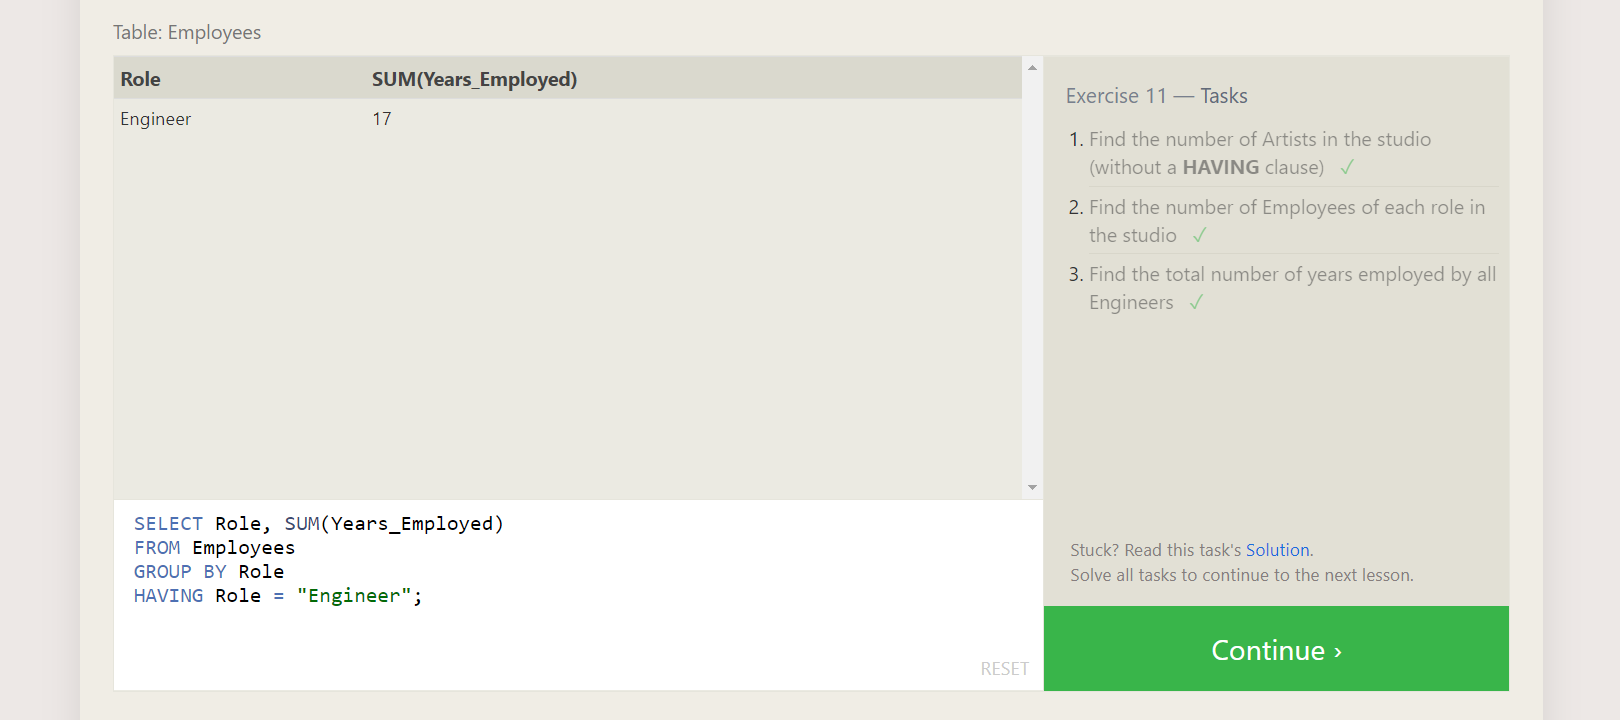 Table: Employees
Role SUM(Years_Employed)
Engineer 17
SELECT Role, SUM(Years_Employed)
FROM Employees
GROUP BY Role
HAVING Role = "Engineer";
RESET
Exercise 11 — Tasks
1. Find the number of Artists in the studio
(without a HAVING clause) ✓
2. Find the number of Employees of each role in
the studio ✓
3. Find the total number of years employed by all
Engineers ✓
Stuck? Read this task's Solution.
Solve all tasks to continue to the next lesson.
Continue ›